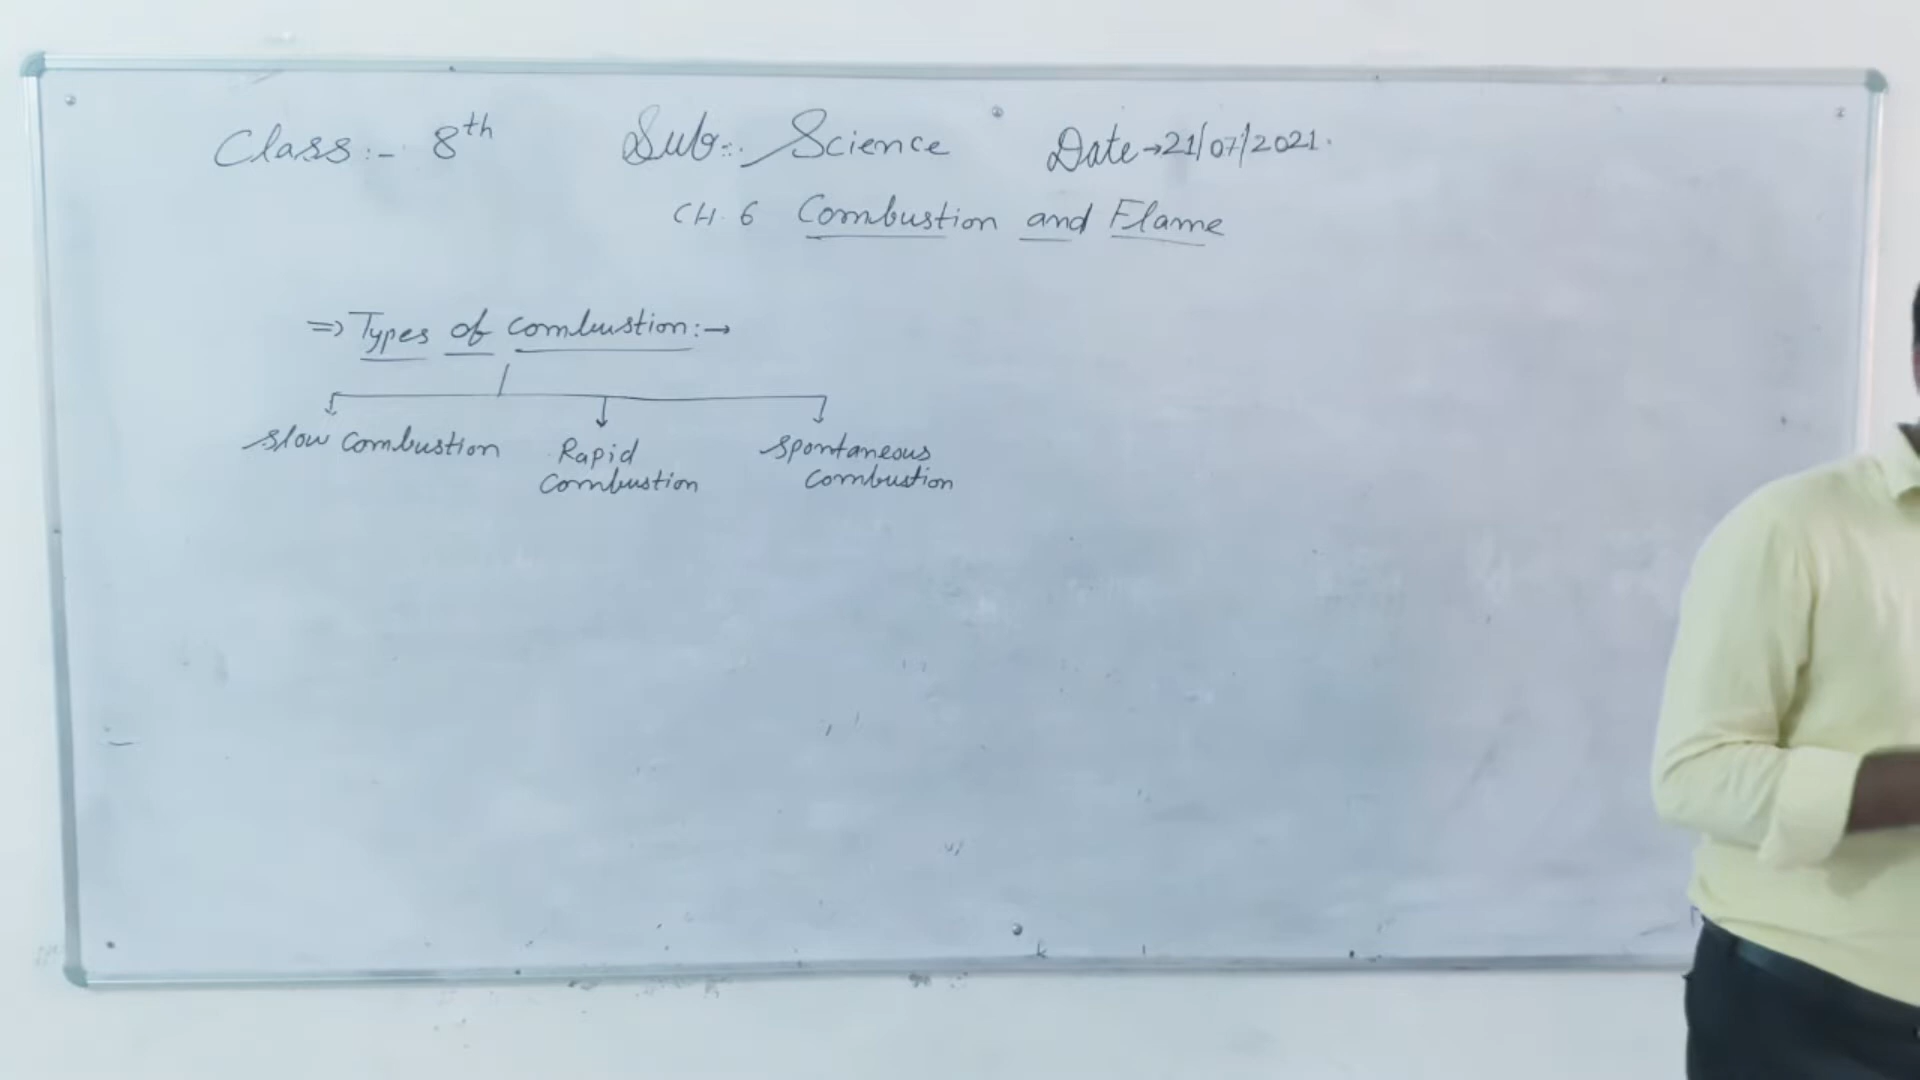 Class:- 8th Sub:. Science Date→21/07/2021.
CH. 6 Combustion and Flame
⇒ Types of combustion:→
Slow Combustion Rapid Combustion Spontaneous Combustion